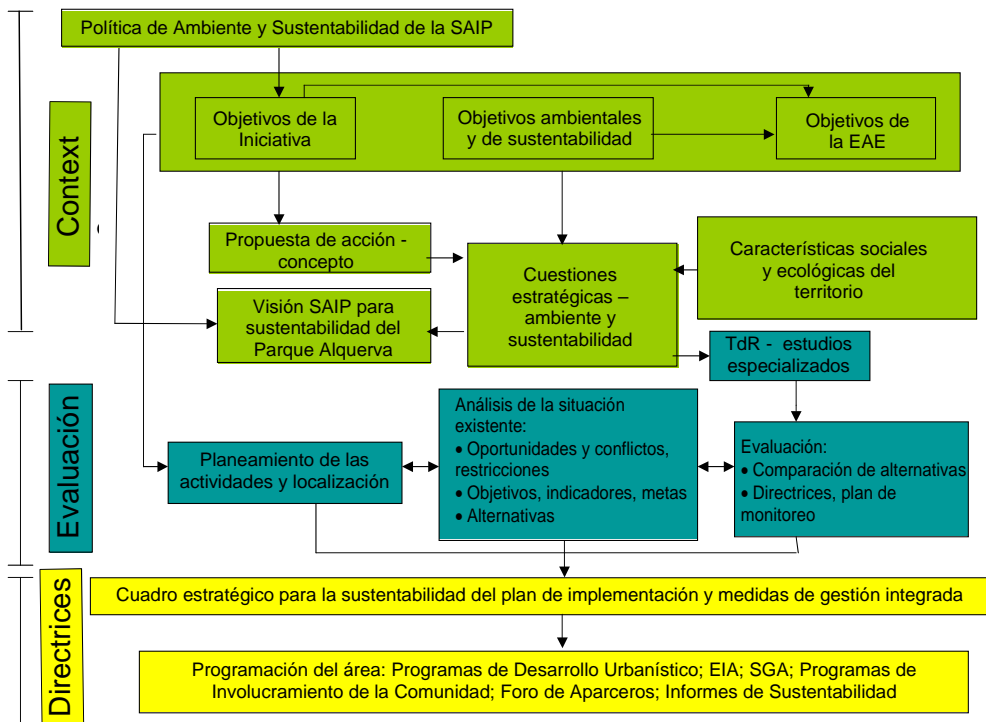 Política de Ambiente y Sustentabilidad de la SAIP
Context
Objetivos de la
Iniciativa
Objetivos ambientales
y de sustentabilidad
Objetivos de
la EAE
Propuesta de acción -
concepto
Cuestiones
estratégicas –
ambiente y
sustentabilidad
Características sociales
y ecológicas del
territorio
Visión SAIP para
sustentabilidad del
Parque Alquerva
TdR - estudios
especializados
Evaluación
Planeamiento de las
actividades y localización
Análisis de la situación
existente:
• Oportunidades y conflictos,
restricciones
• Objetivos, indicadores, metas
• Alternativas
Evaluación:
• Comparación de alternativas
• Directrices, plan de
monitoreo
Directrices
Cuadro estratégico para la sustentabilidad del plan de implementación y medidas de gestión integrada
Programación del área: Programas de Desarrollo Urbanístico; EIA; SGA; Programas de
Involucramiento de la Comunidad; Foro de Aparceros; Informes de Sustentabilidad